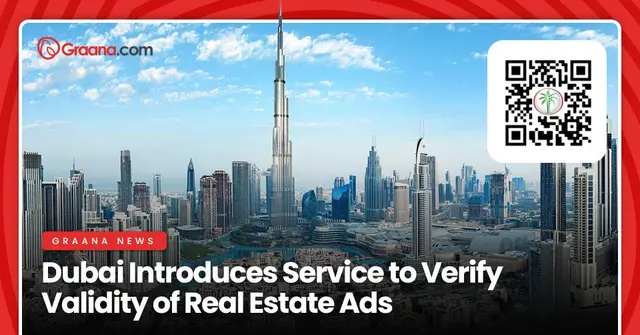 Graana.com
GRAANA NEWS
Dubai Introduces Service to Verify
Validity of Real Estate Ads